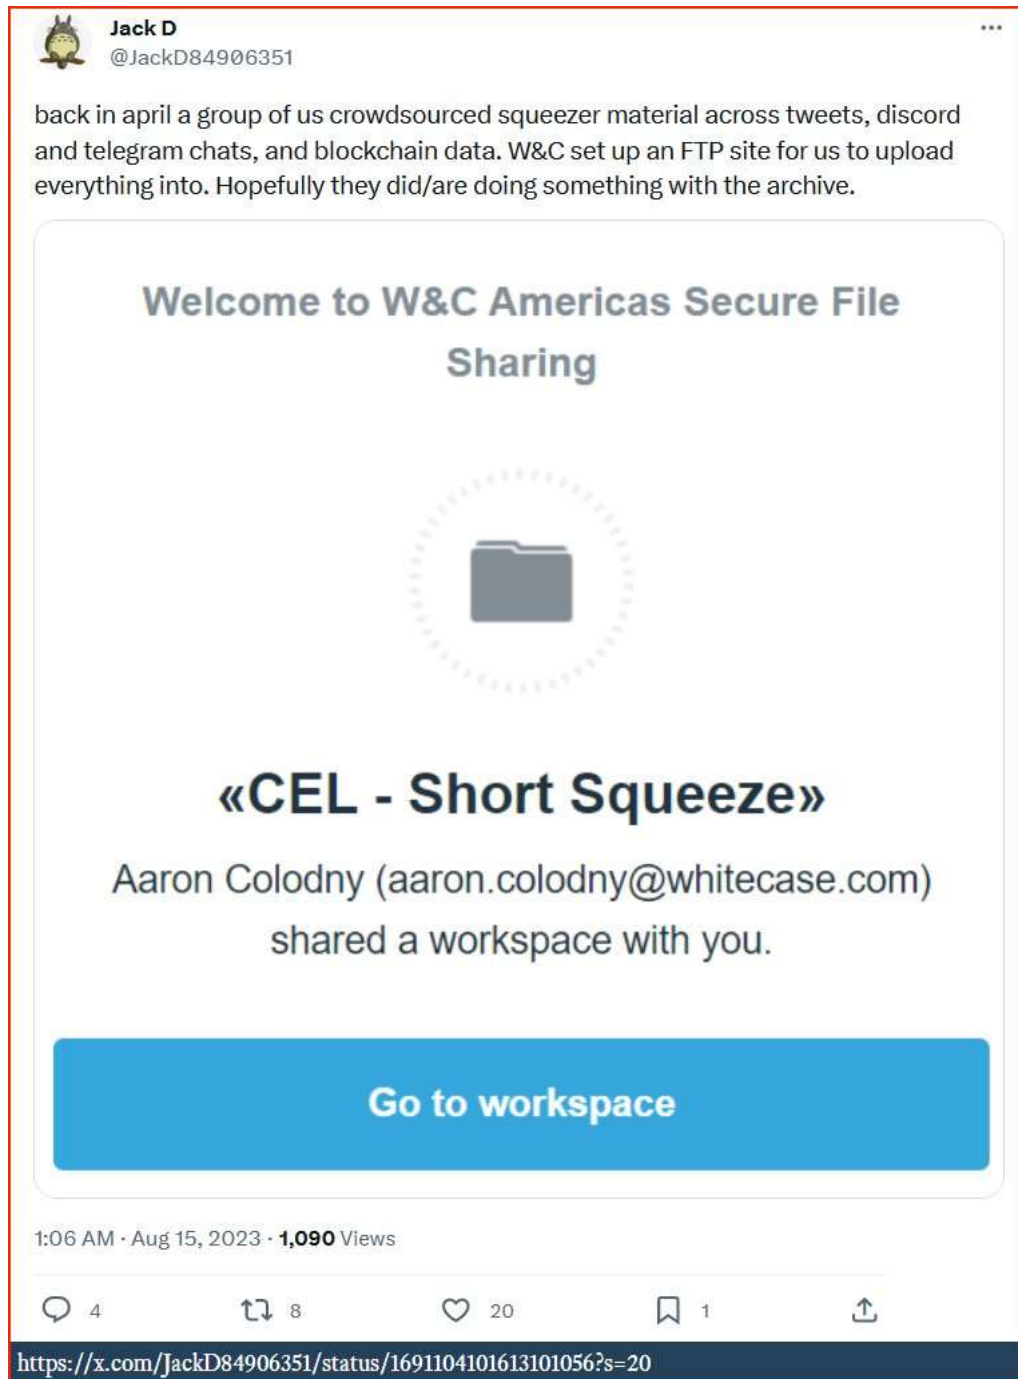 Jack D
@JackD84906351
back in april a group of us crowdsourced squeezer material across tweets, discord
and telegram chats, and blockchain data. W&C set up an FTP site for us to upload
everything into. Hopefully they did/are doing something with the archive.
Welcome to W&C Americas Secure File
Sharing
«CEL - Short Squeeze»
Aaron Colodny (aaron.colodny@whitecase.com)
shared a workspace with you.
Go to workspace
1:06 AM · Aug 15, 2023 · 1,090 Views
4 8 20 1
https://x.com/JackD84906351/status/1691104101613101056?s=20